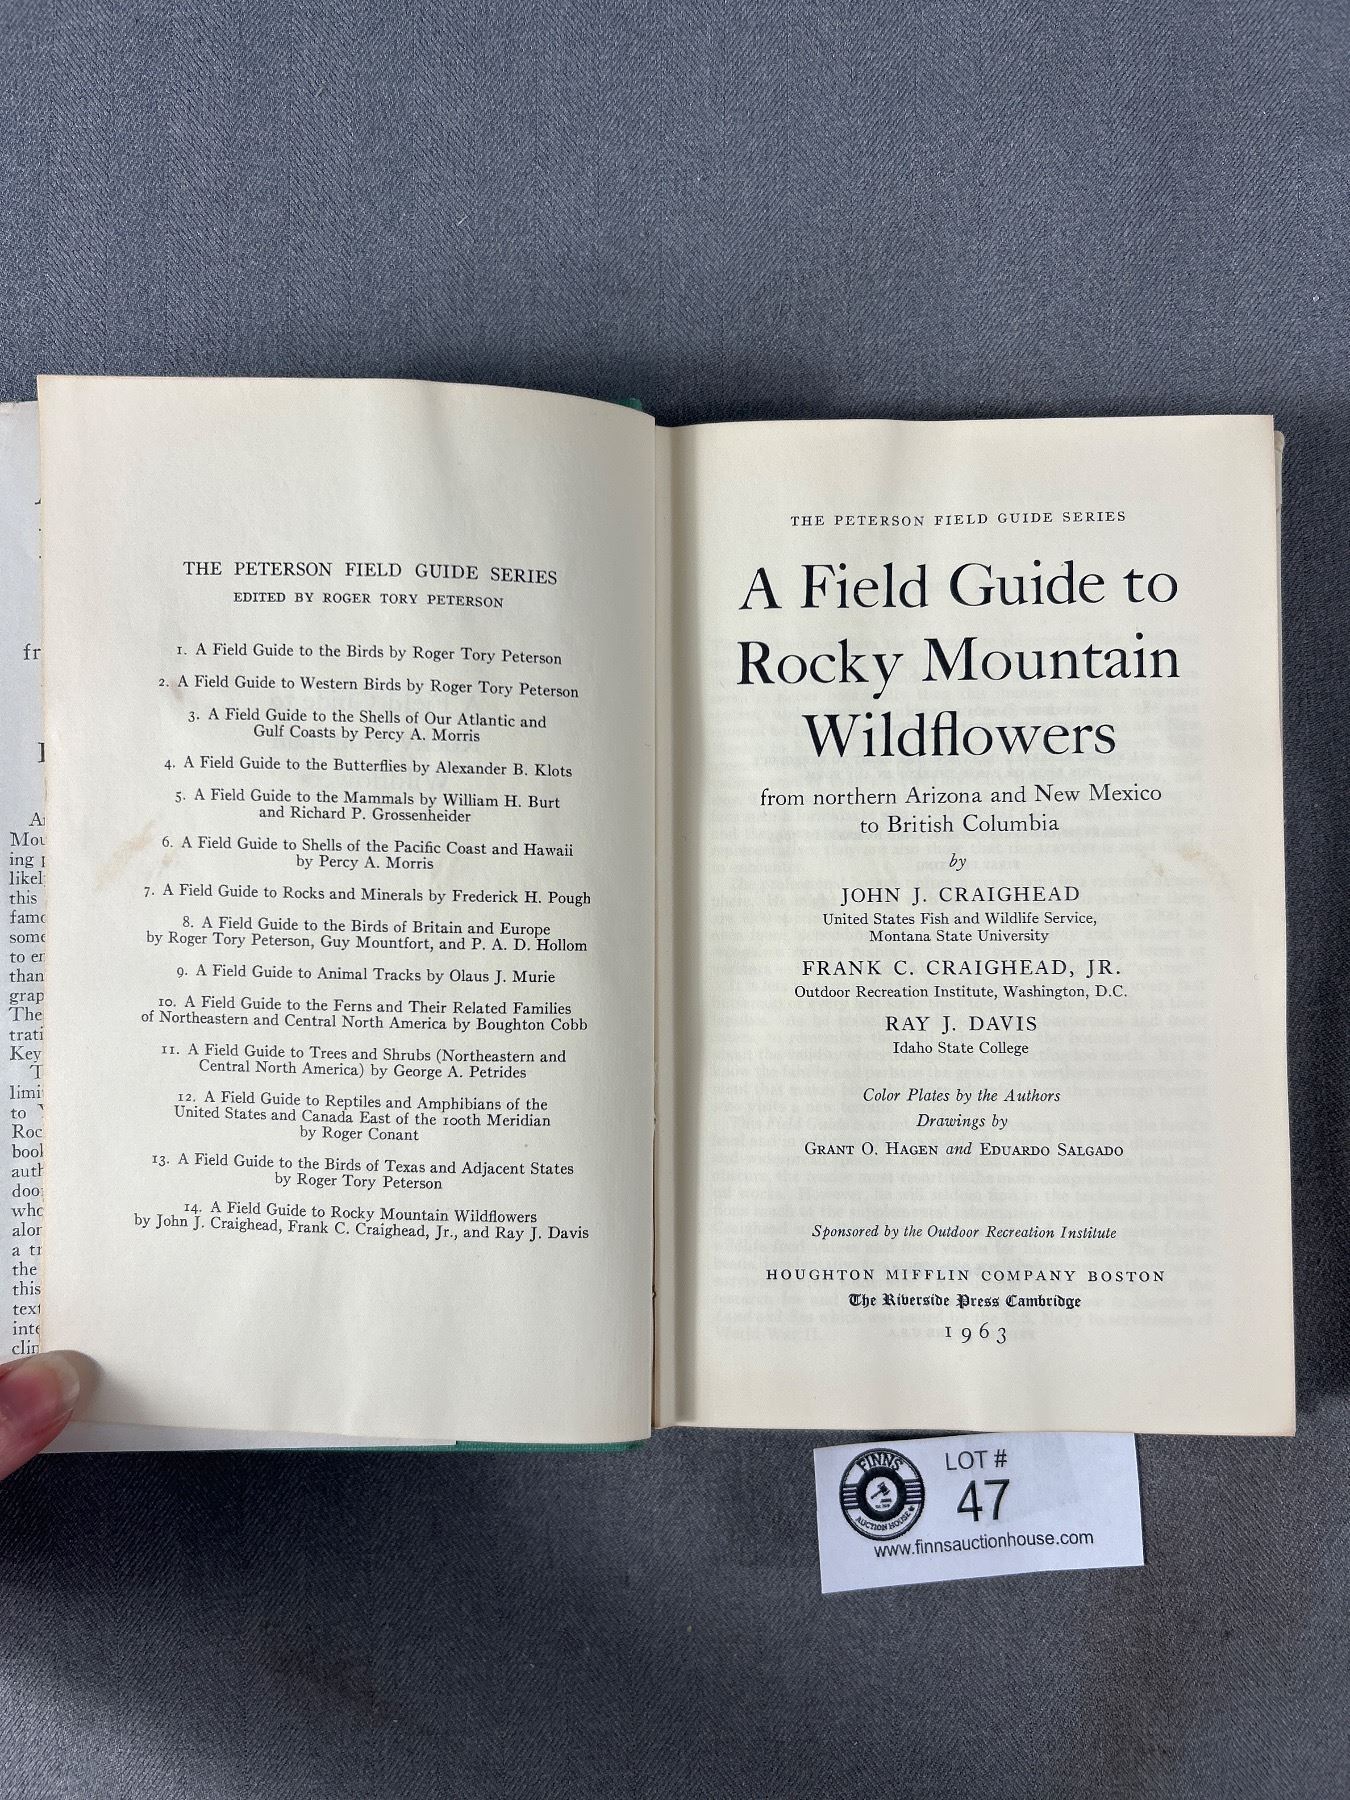 THE PETERSON FIELD GUIDE SERIES
EDITED BY ROGER TORY PETERSON
1. A Field Guide to the Birds by Roger Tory Peterson
2. A Field Guide to Western Birds by Roger Tory Peterson
3. A Field Guide to the Shells of Our Atlantic and
Gulf Coasts by Percy A. Morris
4. A Field Guide to the Butterflies by Alexander B. Klots
5. A Field Guide to the Mammals by William H. Burt
and Richard P. Grossenheider
6. A Field Guide to Shells of the Pacific Coast and Hawaii
by Percy A. Morris
7. A Field Guide to Rocks and Minerals by Frederick H. Pough
8. A Field Guide to the Birds of Britain and Europe
by Roger Tory Peterson, Guy Mountfort, and P. A. D. Hollom
9. A Field Guide to Animal Tracks by Olaus J. Murie
10. A Field Guide to the Ferns and Their Related Families
of Northeastern and Central North America by Boughton Cobb
11. A Field Guide to Trees and Shrubs (Northeastern and
Central North America) by George A. Petrides
12. A Field Guide to Reptiles and Amphibians of the
United States and Canada East of the 100th Meridian
by Roger Conant
13. A Field Guide to the Birds of Texas and Adjacent States
by Roger Tory Peterson
14. A Field Guide to Rocky Mountain Wildflowers
by John J. Craighead, Frank C. Craighead, Jr., and Ray J. Davis
THE PETERSON FIELD GUIDE SERIES
A Field Guide to
Rocky Mountain
Wildflowers
from northern Arizona and New Mexico
to British Columbia
by
JOHN J. CRAIGHEAD
United States Fish and Wildlife Service,
Montana State University
FRANK C. CRAIGHEAD, JR.
Outdoor Recreation Institute, Washington, D.C.
RAY J. DAVIS
Idaho State College
Color Plates by the Authors
Drawings by
GRANT O. HAGEN and EDUARDO SALGADO
Sponsored by the Outdoor Recreation Institute
HOUGHTON MIFFLIN COMPANY BOSTON
The Riverside Press Cambridge
1963
FINNS
AUCTION HOUSE
LOT #
47
www.finnsauctionhouse.com